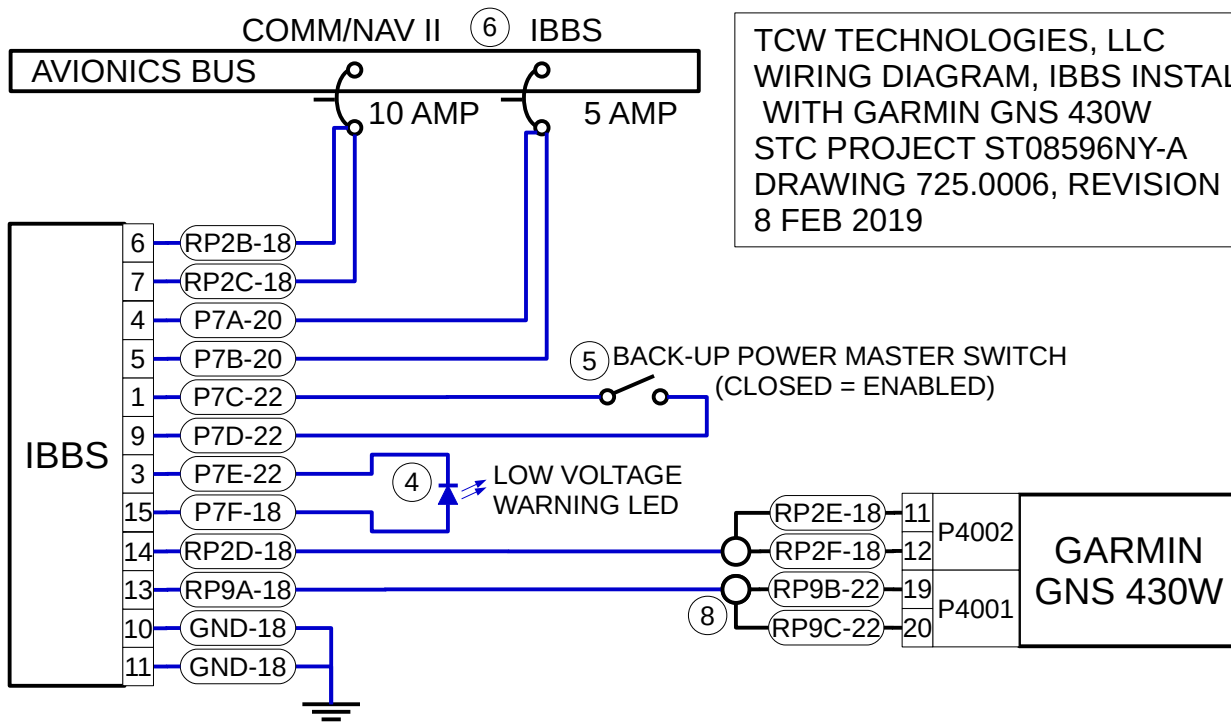 COMM/NAV II 6 IBBS
AVIONICS BUS
10 AMP
5 AMP
TCW TECHNOLOGIES, LLC
WIRING DIAGRAM, IBBS INSTAL
WITH GARMIN GNS 430W
STC PROJECT ST08596NY-A
DRAWING 725.0006, REVISION
8 FEB 2019
IBBS
6 RP2B-18
7 RP2C-18
4 P7A-20
5 P7B-20
1 P7C-22
9 P7D-22
3 P7E-22
15 P7F-18
14 RP2D-18
13 RP9A-18
10 GND-18
11 GND-18
5 BACK-UP POWER MASTER SWITCH
(CLOSED = ENABLED)
4 LOW VOLTAGE
WARNING LED
8
RP2E-18 11
RP2F-18 12
P4002
RP9B-22 19
RP9C-22 20
P4001
GARMIN
GNS 430W